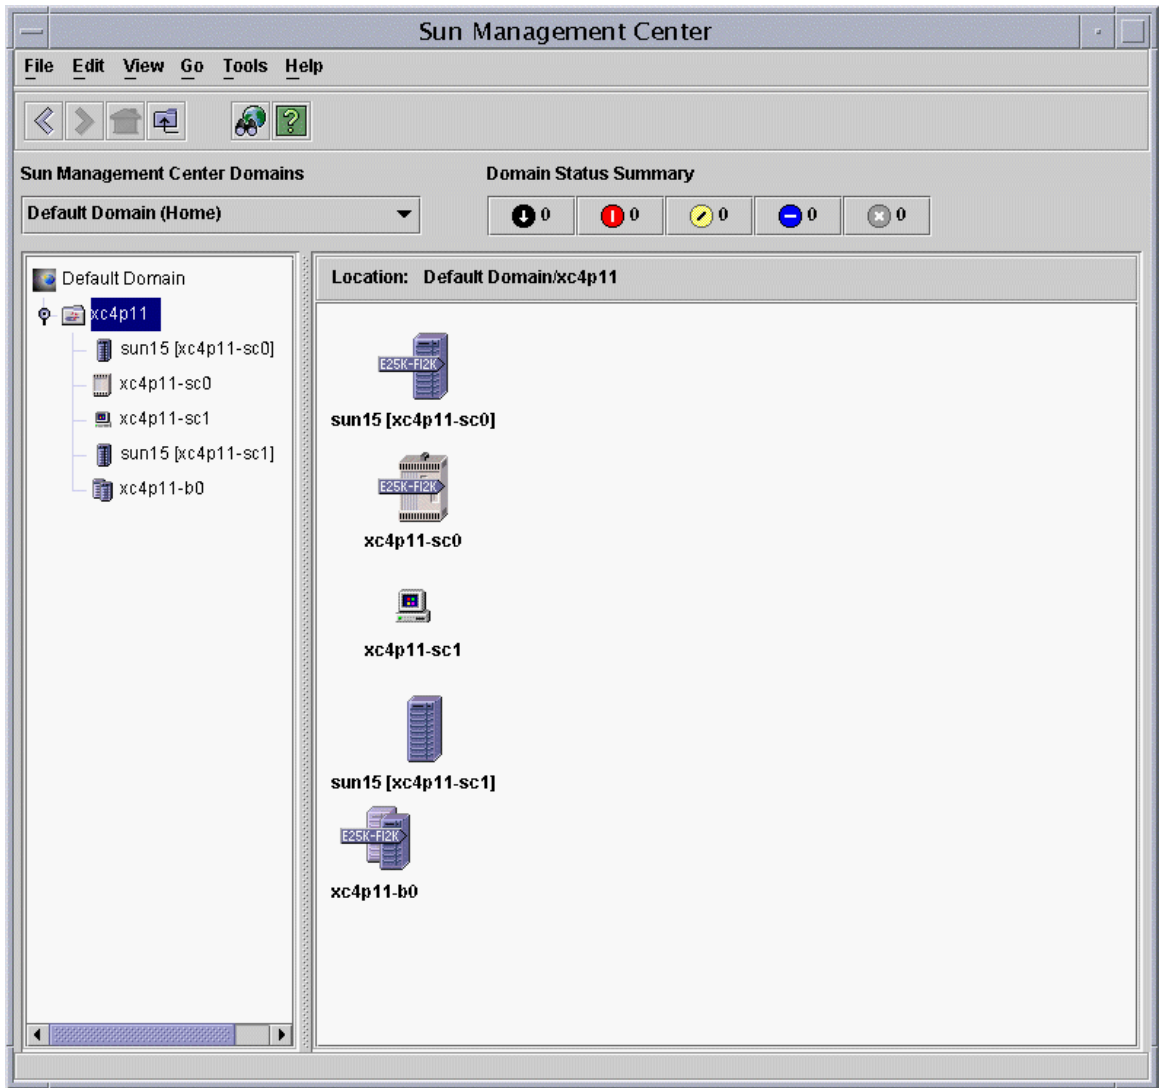 Sun Management Center
File Edit View Go Tools Help
Sun Management Center Domains
Domain Status Summary
Default Domain (Home)
0 0 0 0 0
Default Domain
xc4p11
sun15 [xc4p11-sc0]
xc4p11-sc0
xc4p11-sc1
sun15 [xc4p11-sc1]
xc4p11-b0
Location: Default Domain/xc4p11
E25K-FI2K
sun15 [xc4p11-sc0]
E25K-FI2K
xc4p11-sc0
xc4p11-sc1
sun15 [xc4p11-sc1]
E25K-FI2K
xc4p11-b0